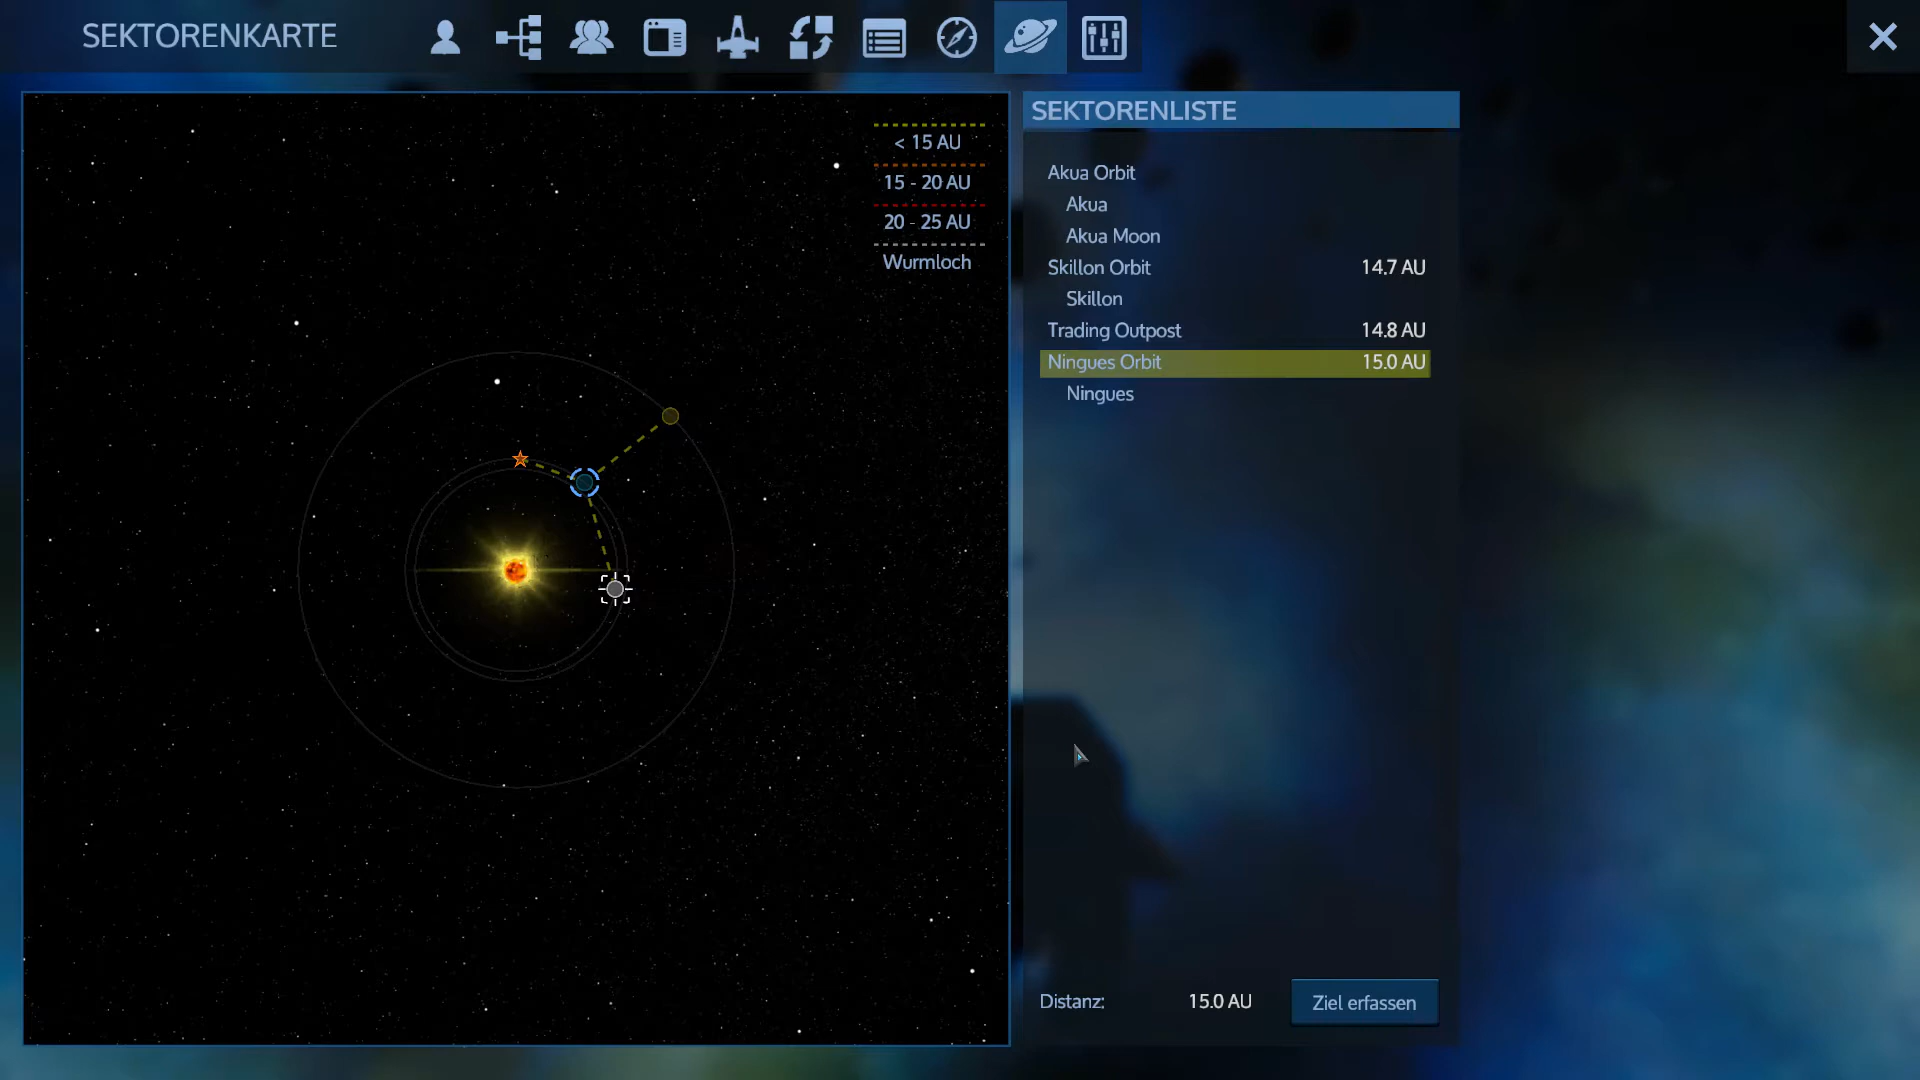 SEKTORENKARTE
< 15 AU
15 - 20 AU
20 - 25 AU
Wurmloch
SEKTORENLISTE
Akua Orbit
Akua
Akua Moon
Skillon Orbit 14.7 AU
Skillon
Trading Outpost 14.8 AU
Ningues Orbit 15.0 AU
Ningues
Distanz: 15.0 AU Ziel erfassen